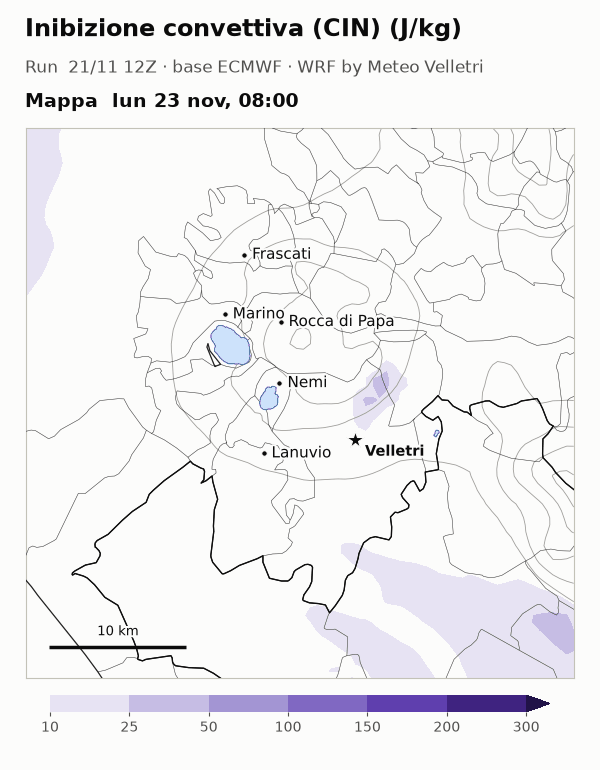 Inibizione convettiva (CIN) (J/kg)
Run  21/11 12Z · base ECMWF · WRF by Meteo Velletri
Mappa  lun 23 nov, 08:00
Frascati
Marino
Rocca di Papa
Nemi
Lanuvio
Velletri
10 km
10 25 50 100 150 200 300